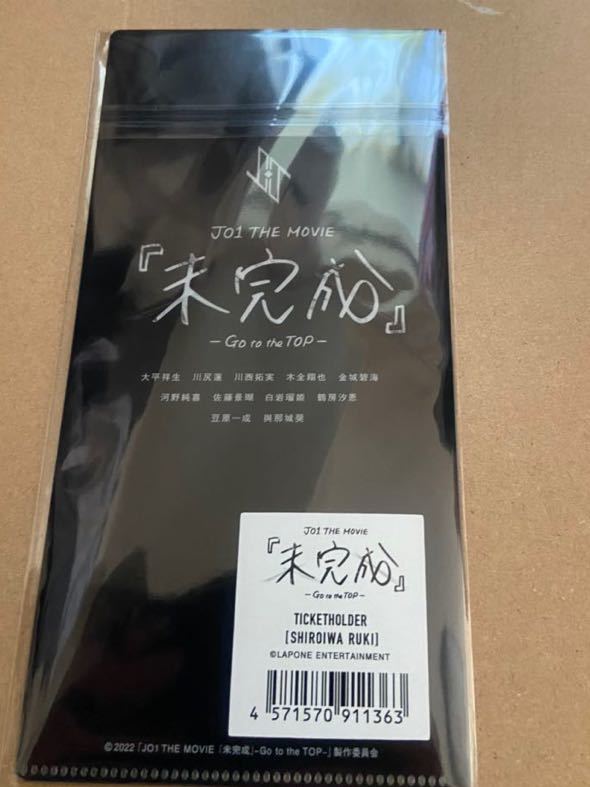 JO1 THE MOVIE
『未完成』
-Go to the TOP-
大平祥生 川尻蓮 川西拓実 木全翔也 金城碧海
河野純喜 佐藤景瑚 白岩瑠姫 鶴房汐恩
豆原一成 與那城奨
JO1 THE MOVIE
『未完成』
-Go to the TOP-
TICKETHOLDER
[SHIROIWA RUKI]
©LAPONE ENTERTAINMENT
4 571570 911363
©2022「JO1 THE MOVIE『未完成』-Go to the TOP-」製作委員会